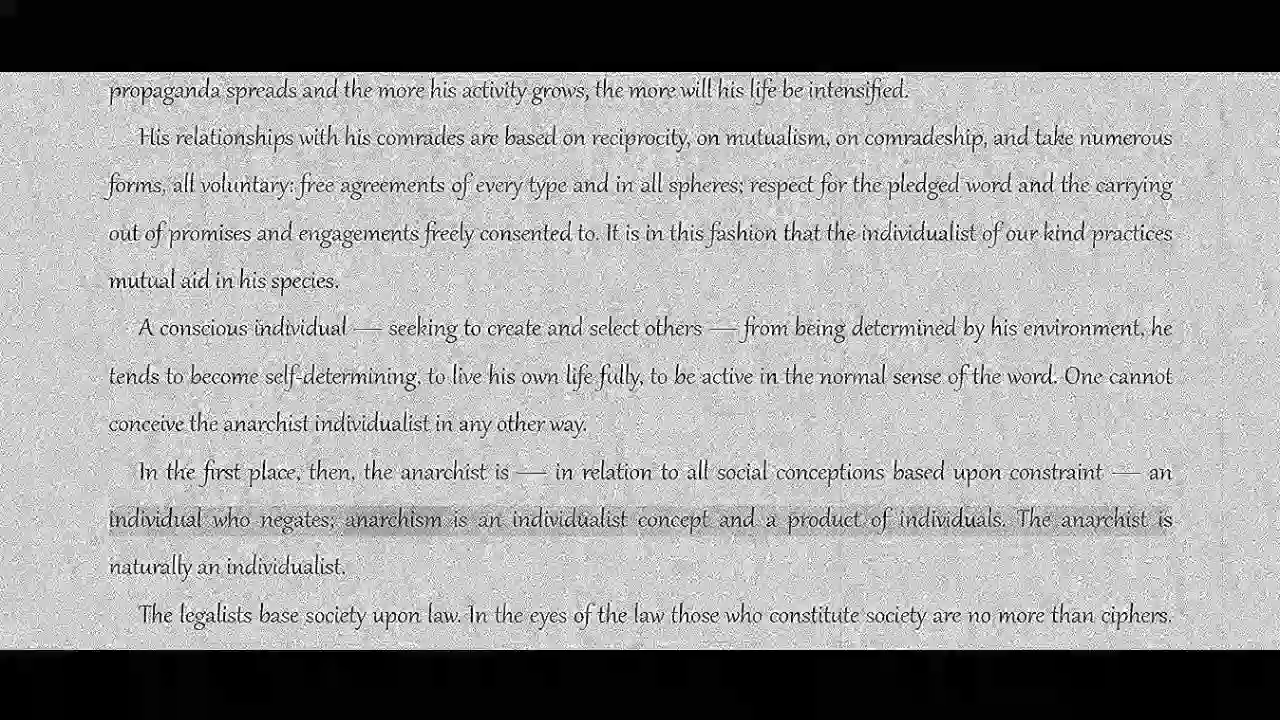 propaganda spreads and the more his activity grows, the more will his life be intensified.
His relationships with his comrades are based on reciprocity, on mutualism, on comradeship, and take numerous
forms, all voluntary: free agreements of every type and in all spheres; respect for the pledged word and the carrying
out of promises and engagements freely consented to. It is in this fashion that the individualist of our kind practices
mutual aid in his species.
A conscious individual — seeking to create and select others — from being determined by his environment, he
tends to become self-determining, to live his own life fully, to be active in the normal sense of the word. One cannot
conceive the anarchist individualist in any other way.
In the first place, then, the anarchist is — in relation to all social conceptions based upon constraint — an
individual who negates; anarchism is an individualist concept and a product of individuals. The anarchist is
naturally an individualist.
The legalists base society upon law. In the eyes of the law those who constitute society are no more than ciphers.